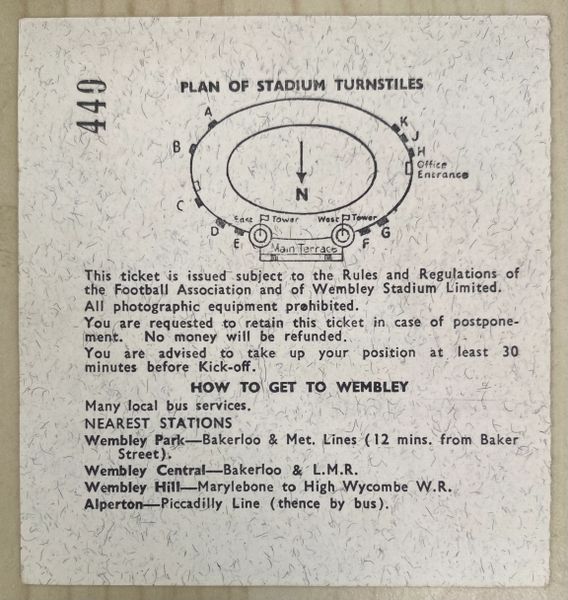 440
PLAN OF STADIUM TURNSTILES
A
K
J
B
H
Office
Entrance
N
C
East Tower
West Tower
D
G
E
F
Main Terrace
This ticket is issued subject to the Rules and Regulations of
the Football Association and of Wembley Stadium Limited.
All photographic equipment prohibited.
You are requested to retain this ticket in case of postpone-
ment. No money will be refunded.
You are advised to take up your position at least 30
minutes before Kick-off.
HOW TO GET TO WEMBLEY
Many local bus services.
NEAREST STATIONS
Wembley Park—Bakerloo & Met. Lines (12 mins. from Baker
Street).
Wembley Central—Bakerloo & L.M.R.
Wembley Hill—Marylebone to High Wycombe W.R.
Alperton—Piccadilly Line (thence by bus).